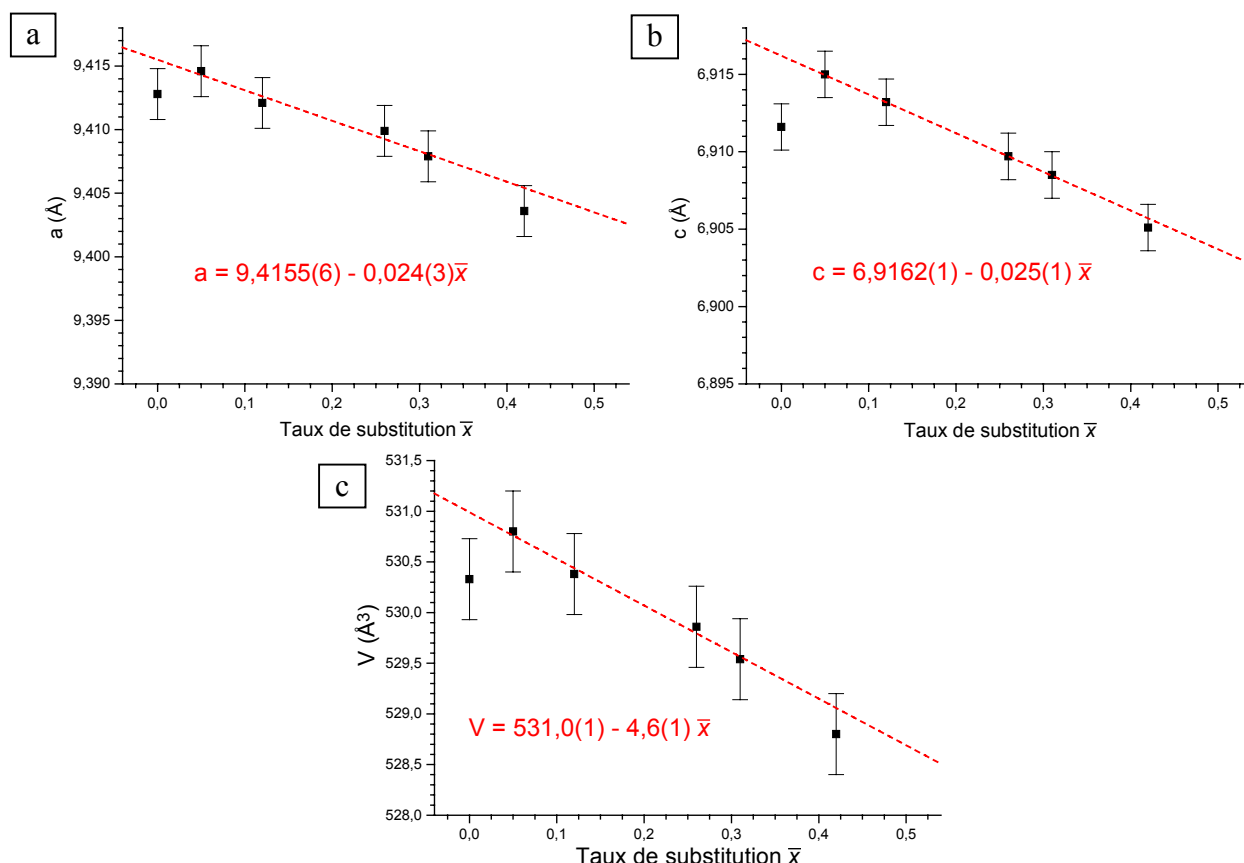 a
9,415
9,410
9,405
9,400
9,395
9,390
a (Å)
a = 9,4155(6) - 0,024(3)x̅
0,0 0,1 0,2 0,3 0,4 0,5
Taux de substitution x̅
b
6,915
6,910
6,905
6,900
6,895
c (Å)
c = 6,9162(1) - 0,025(1) x̅
0,0 0,1 0,2 0,3 0,4 0,5
Taux de substitution x̅
c
531,5
531,0
530,5
530,0
529,5
529,0
528,5
528,0
V (Å³)
V = 531,0(1) - 4,6(1) x̅
0,0 0,1 0,2 0,3 0,4 0,5
Taux de substitution x̅